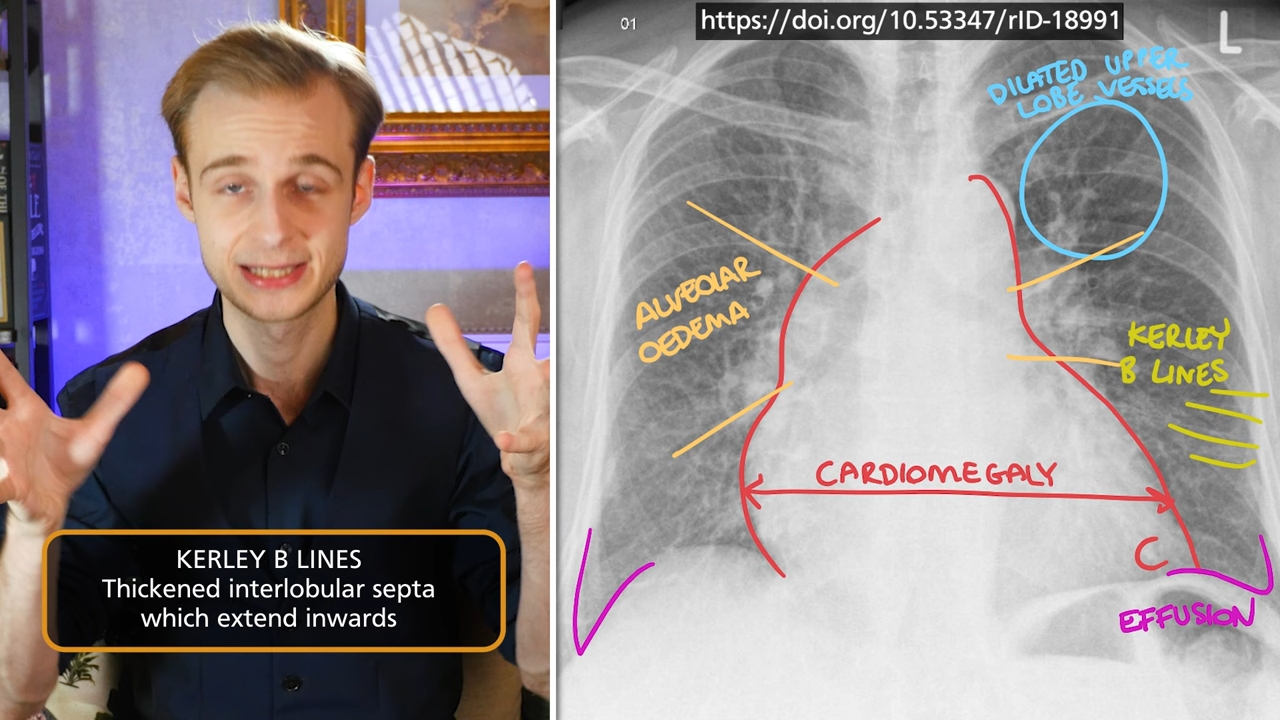 01
https://doi.org/10.53347/rID-18991
L
DILATED UPPER
LOBE VESSELS
ALVEOLAR
OEDEMA
KERLEY
B LINES
CARDIOMEGALY
C
EFFUSION
KERLEY B LINES
Thickened interlobular septa
which extend inwards